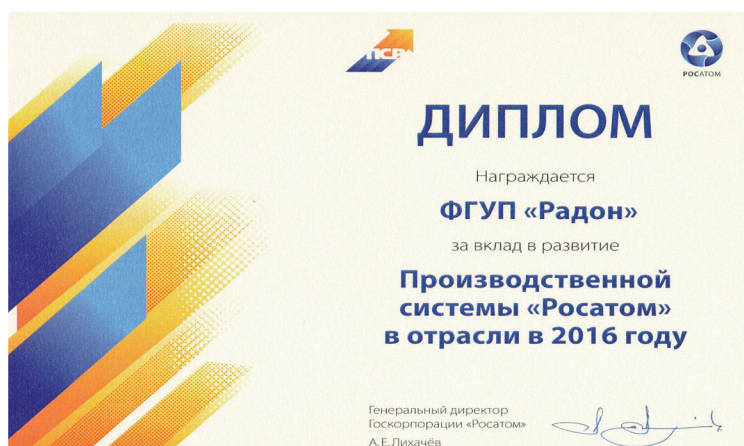 ПСР
РОСАТОМ
ДИПЛОМ
Награждается
ФГУП «Радон»
за вклад в развитие
Производственной
системы «Росатом»
в отрасли в 2016 году
Генеральный директор
Госкорпорации «Росатом»
А.Е.Лихачёв